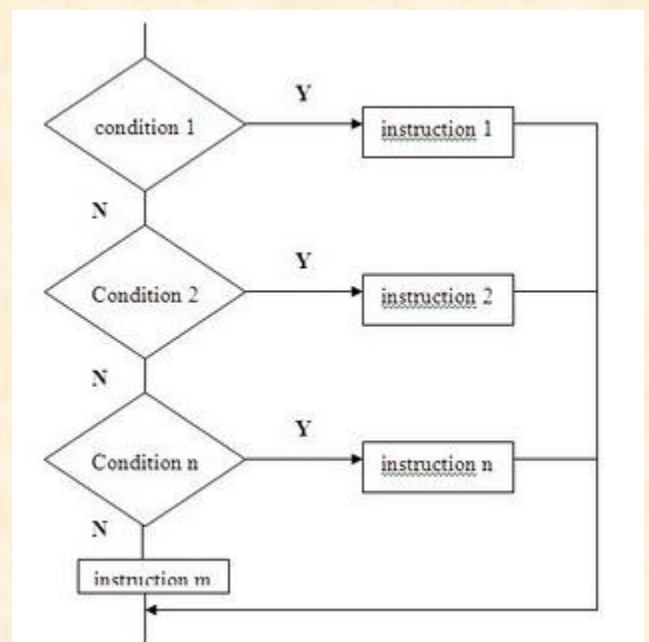 Y
condition 1
instruction 1
N
Y
Condition 2
instruction 2
N
Y
Condition n
instruction n
N
instruction m